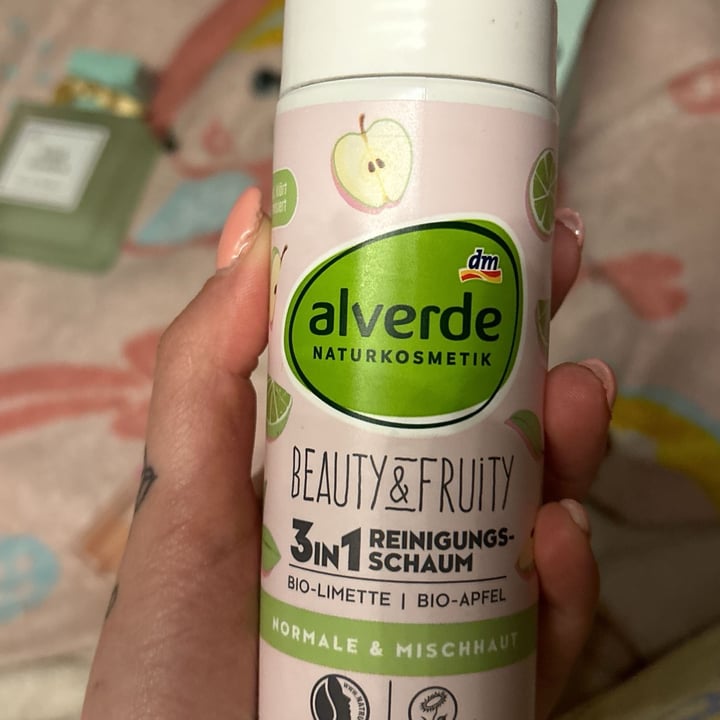 dm
alverde
NATURKOSMETIK
BEAUTY & FRUITY
3IN1 REINIGUNGS-
SCHAUM
BIO-LIMETTE | BIO-APFEL
NORMALE & MISCHHAUT